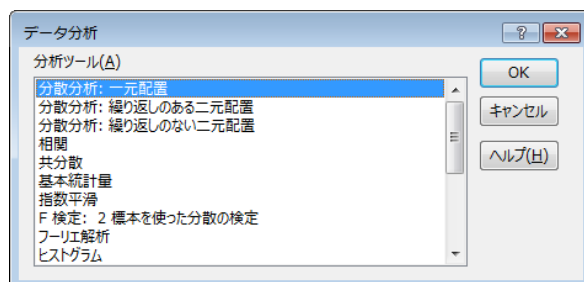 データ分析
分析ツール(A)
分散分析: 一元配置
分散分析: 繰り返しのある二元配置
分散分析: 繰り返しのない二元配置
相関
共分散
基本統計量
指数平滑
F 検定: 2 標本を使った分散の検定
フーリエ解析
ヒストグラム
OK
キャンセル
ヘルプ(H)